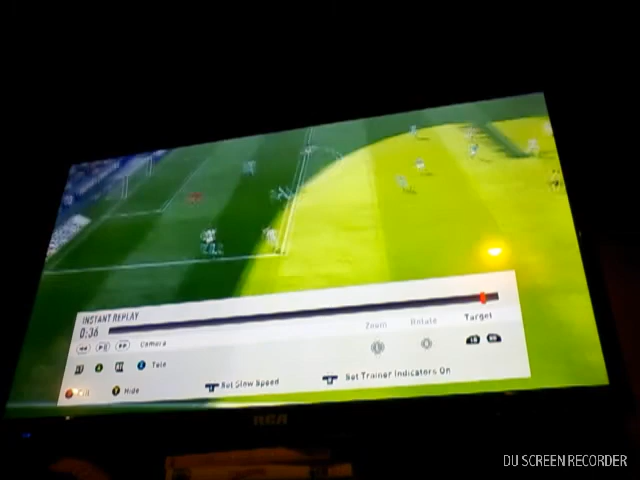 INSTANT REPLAY
0:36
Camera
Zoom
Rotate
Target
Tele
Hide
Set Slow Speed
Set Trainer Indicators On
RCA
DU SCREEN RECORDER